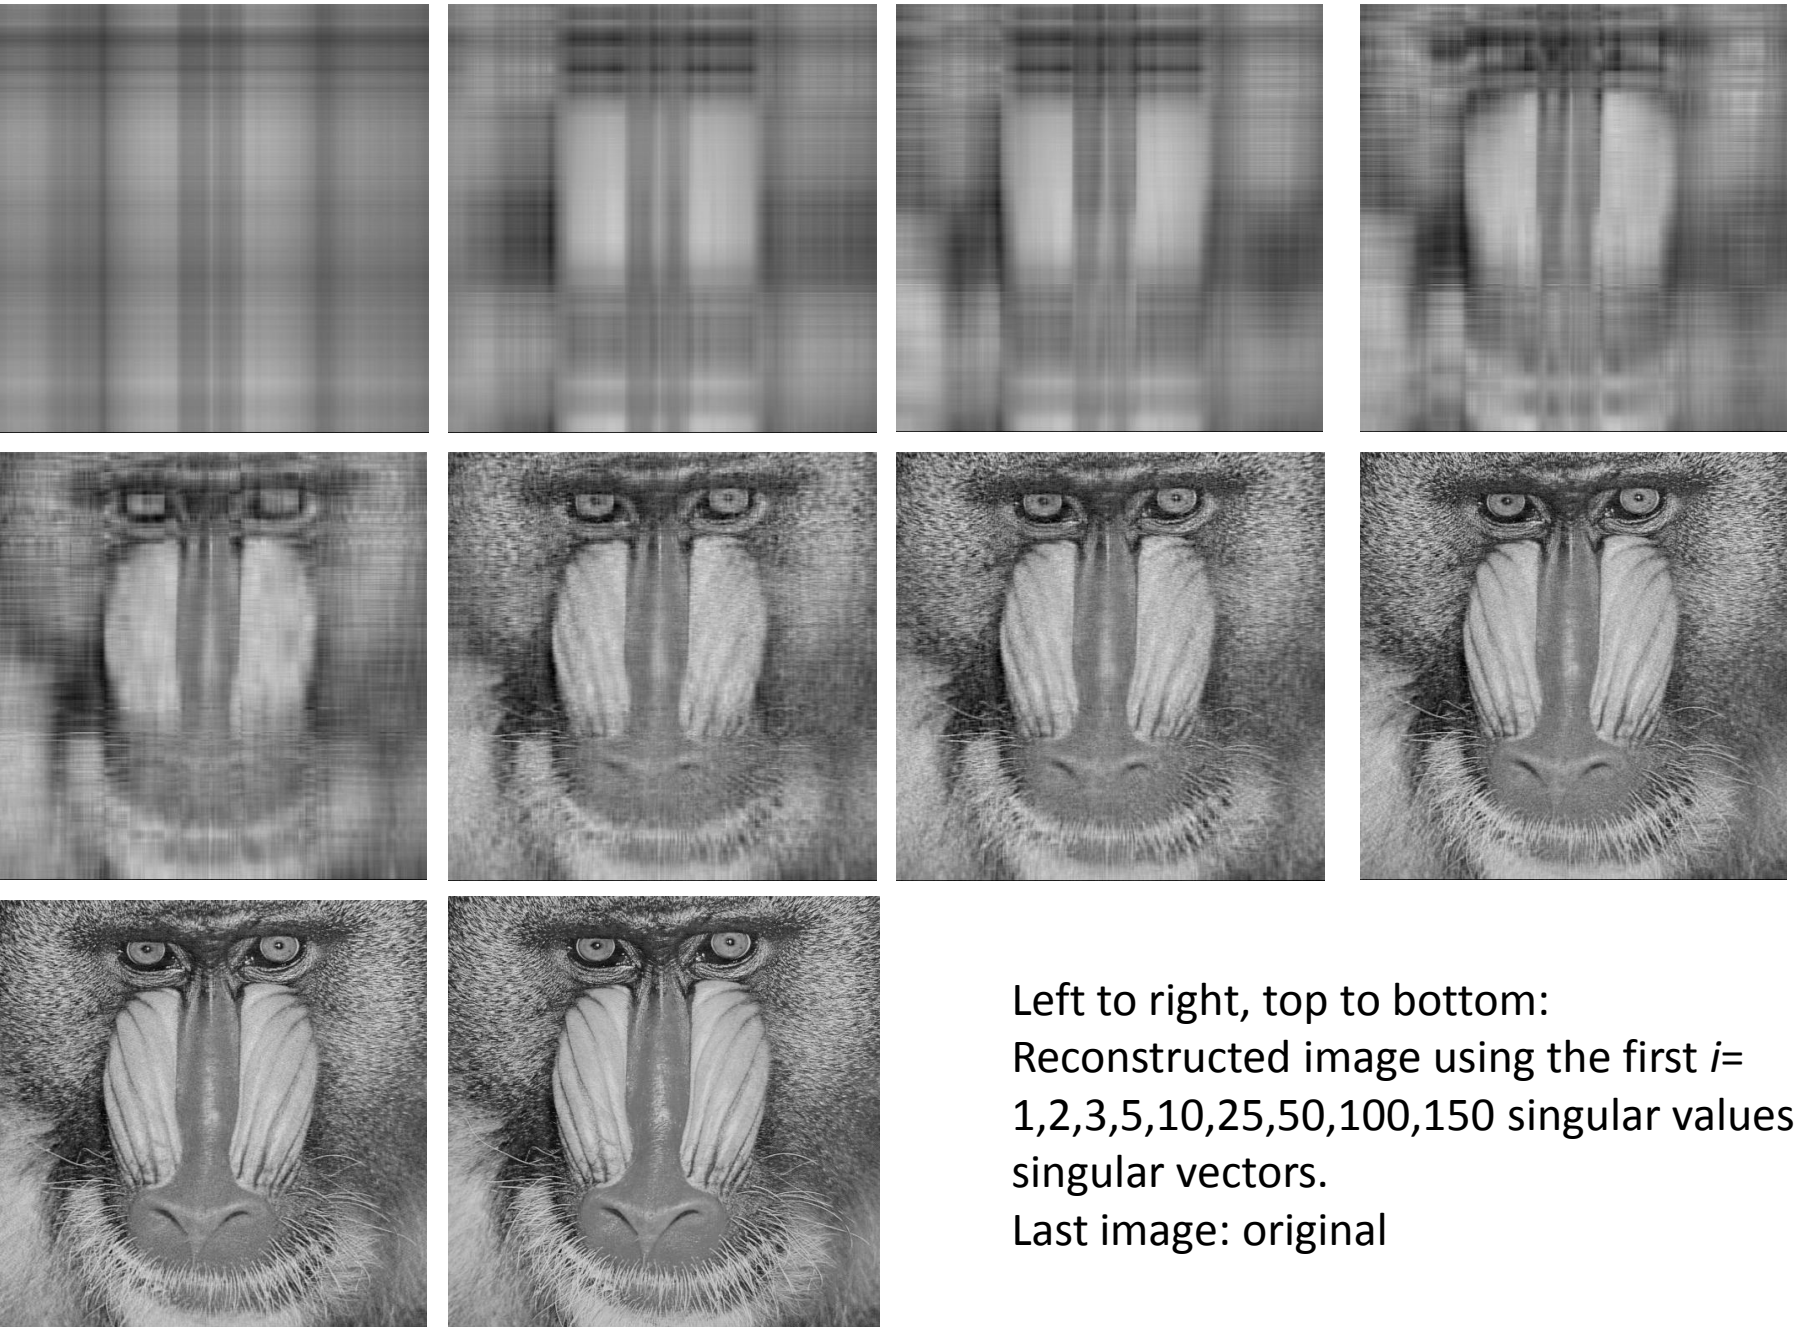 Left to right, top to bottom:
Reconstructed image using the first i=
1,2,3,5,10,25,50,100,150 singular values
singular vectors.
Last image: original